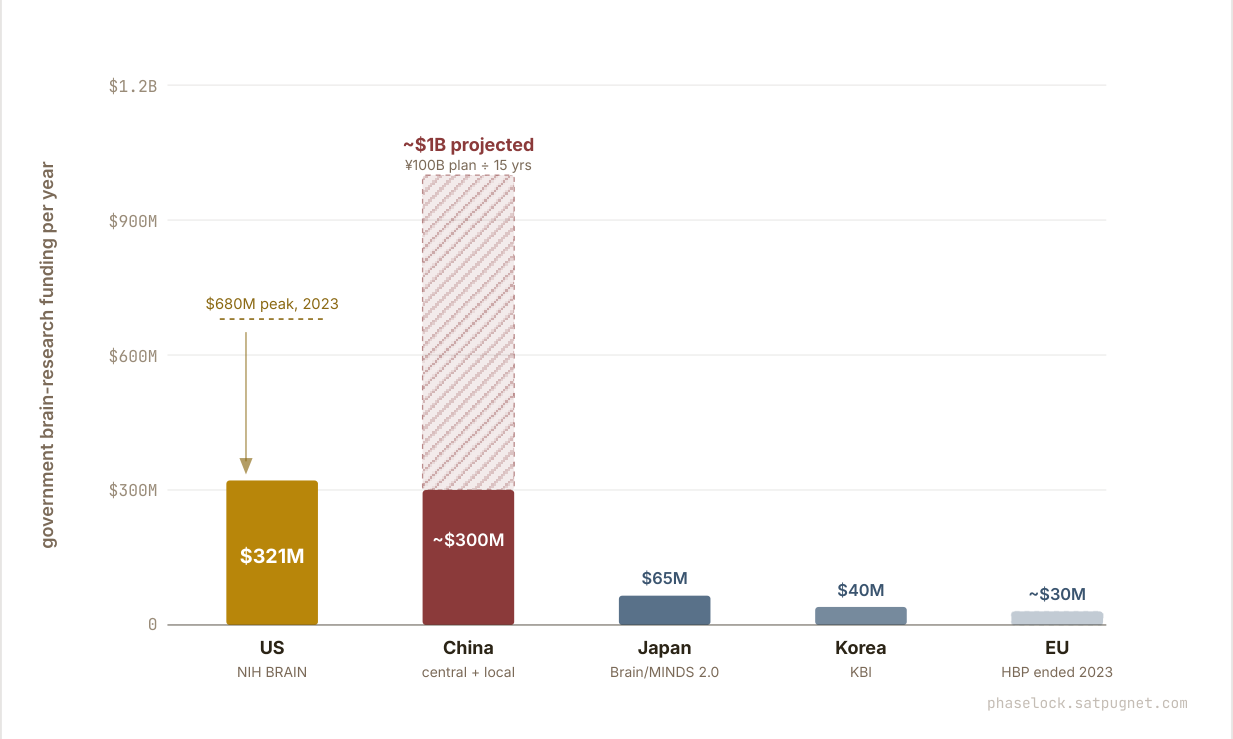 government brain-research funding per year
$1.2B
$900M
$600M
$300M
0
~$1B projected
¥100B plan ÷ 15 yrs
$680M peak, 2023
$321M
~$300M
$65M
$40M
~$30M
US
China
Japan
Korea
EU
NIH BRAIN
central + local
Brain/MINDS 2.0
KBI
HBP ended 2023
phaselock.satpugnet.com